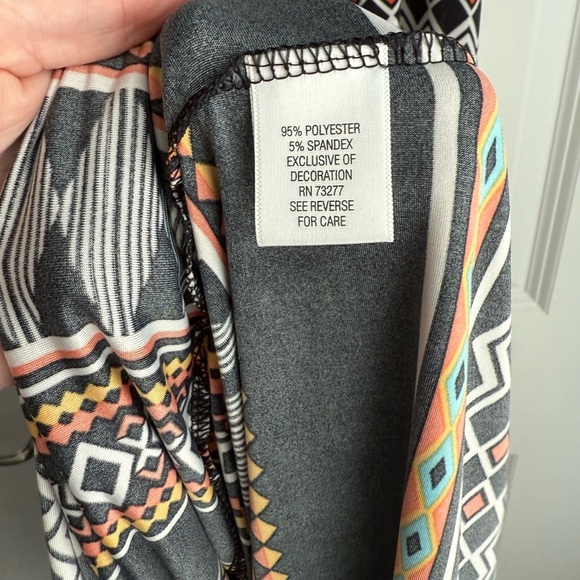 95% POLYESTER
5% SPANDEX
EXCLUSIVE OF
DECORATION
RN 73277
SEE REVERSE
FOR CARE